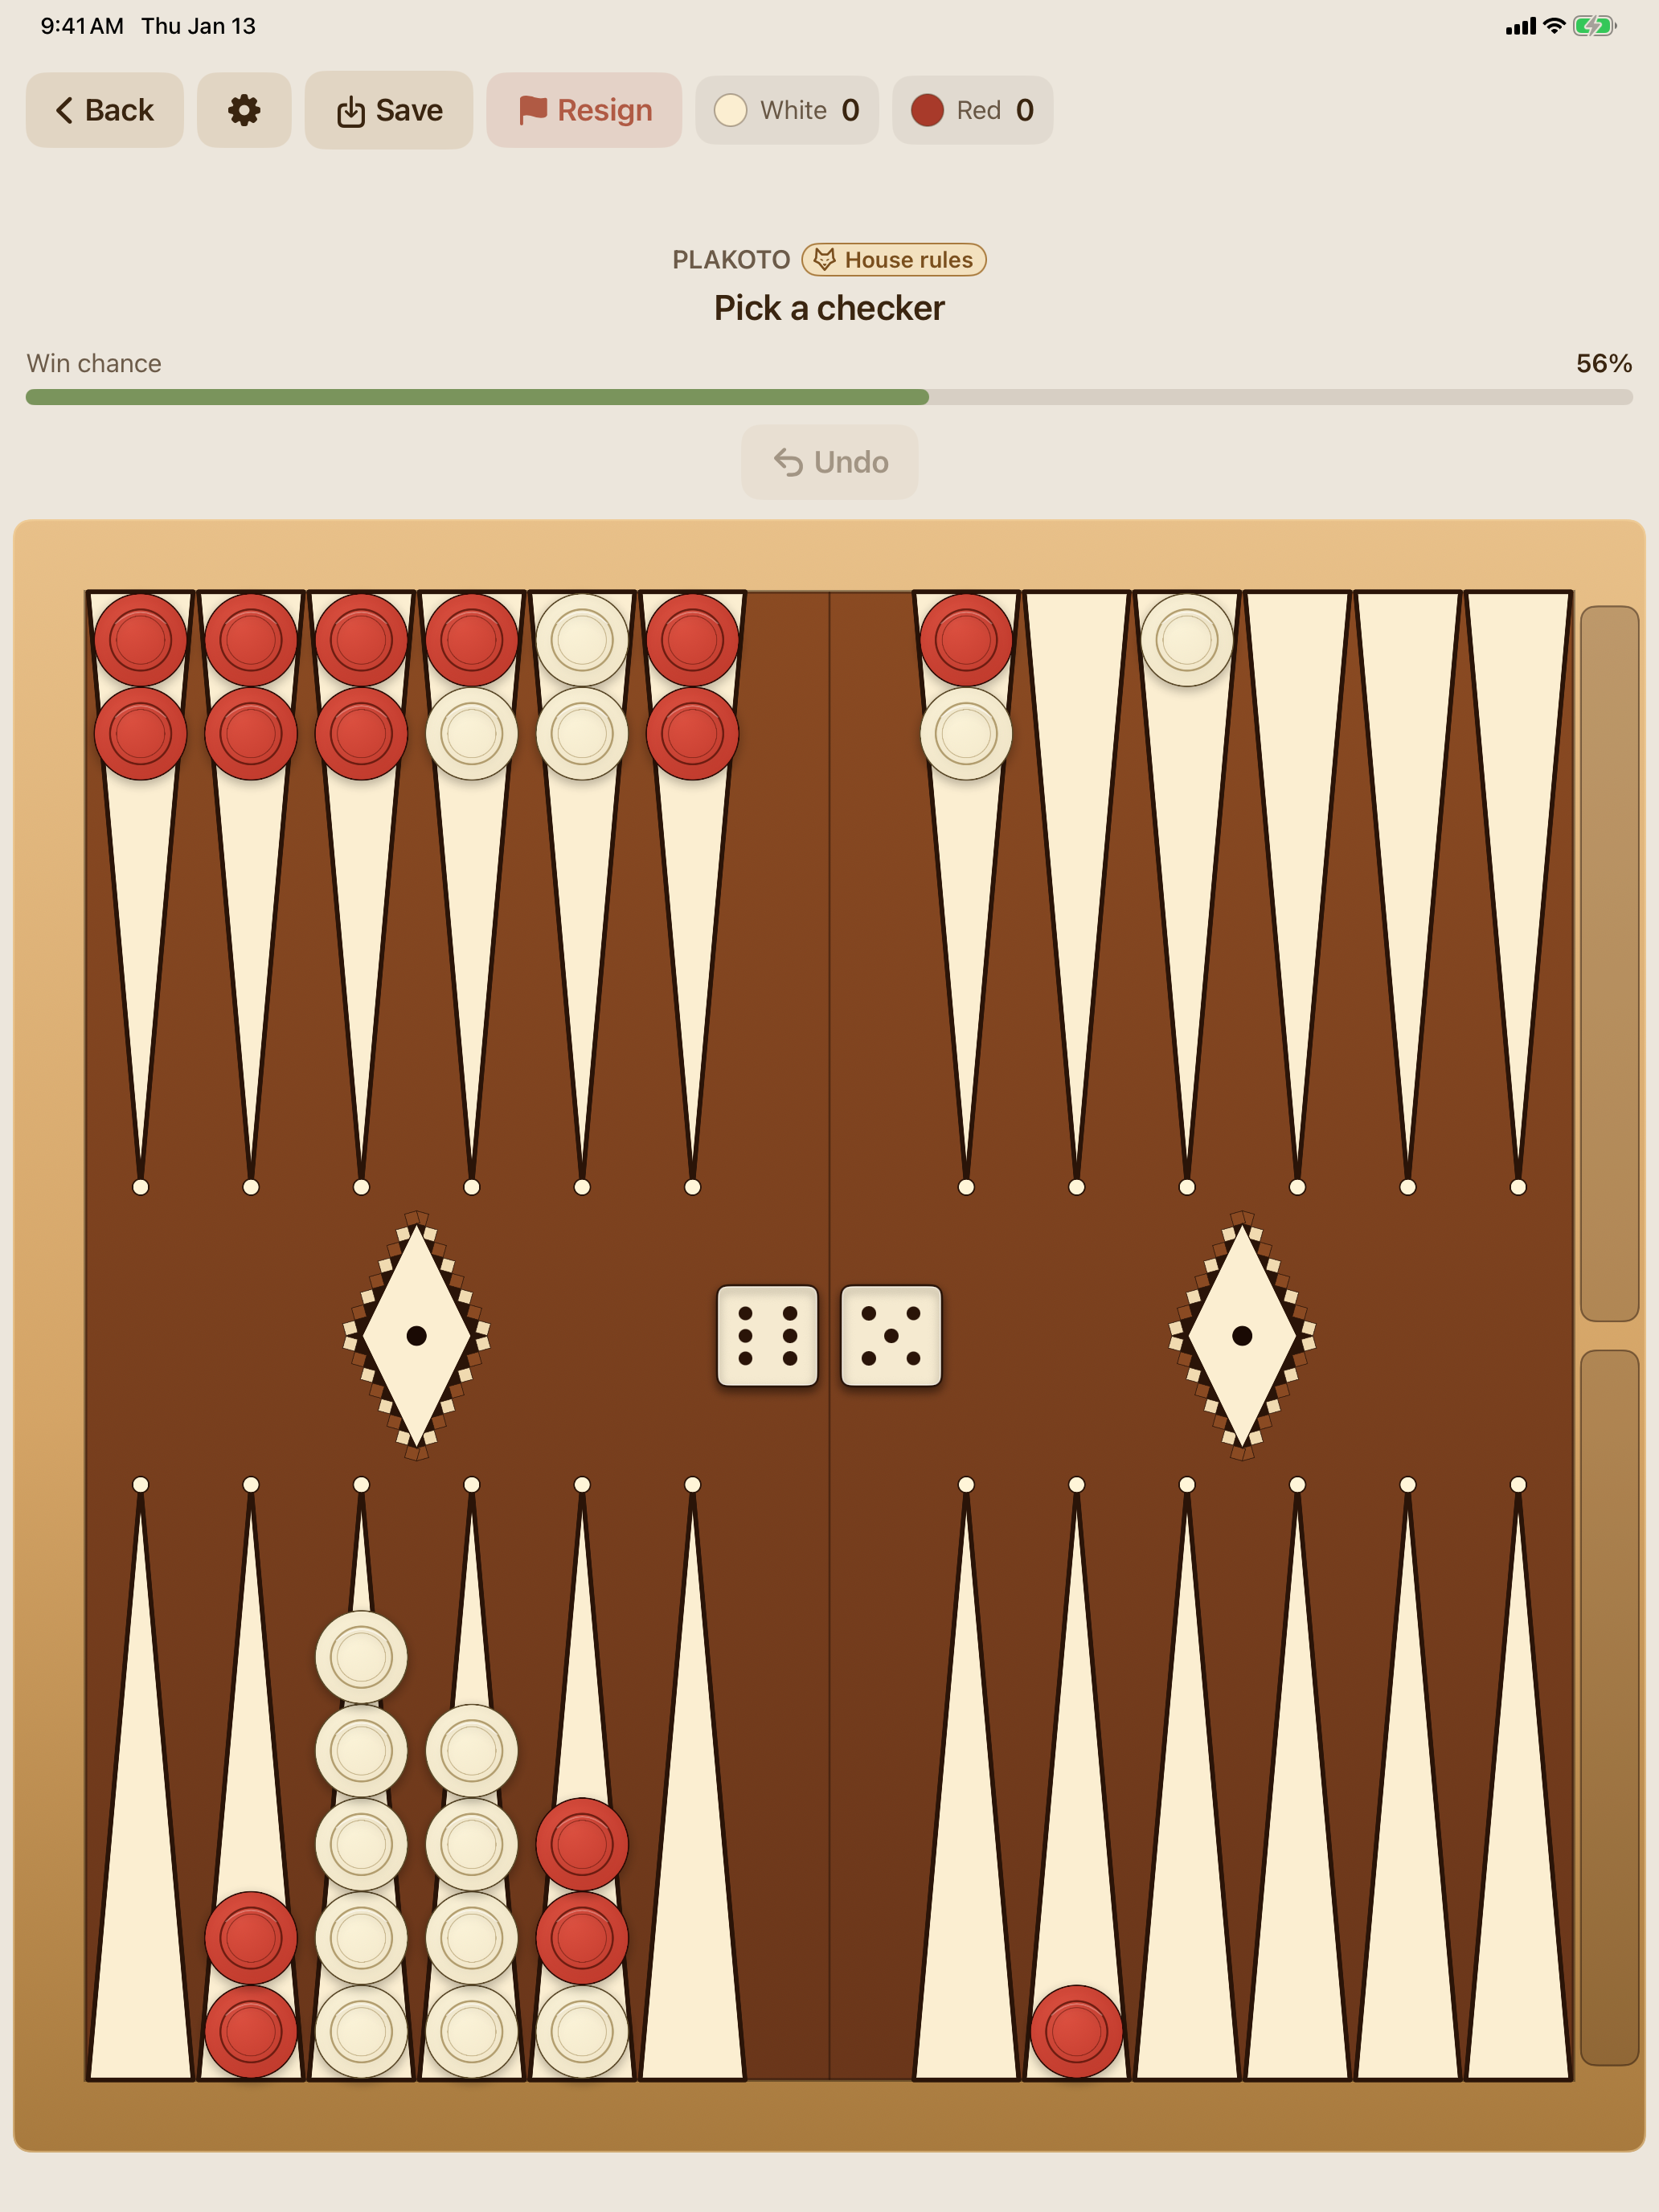 9:41 AM Thu Jan 13
Back Save Resign White 0 Red 0
PLAKOTO House rules
Pick a checker
Win chance 56%
Undo